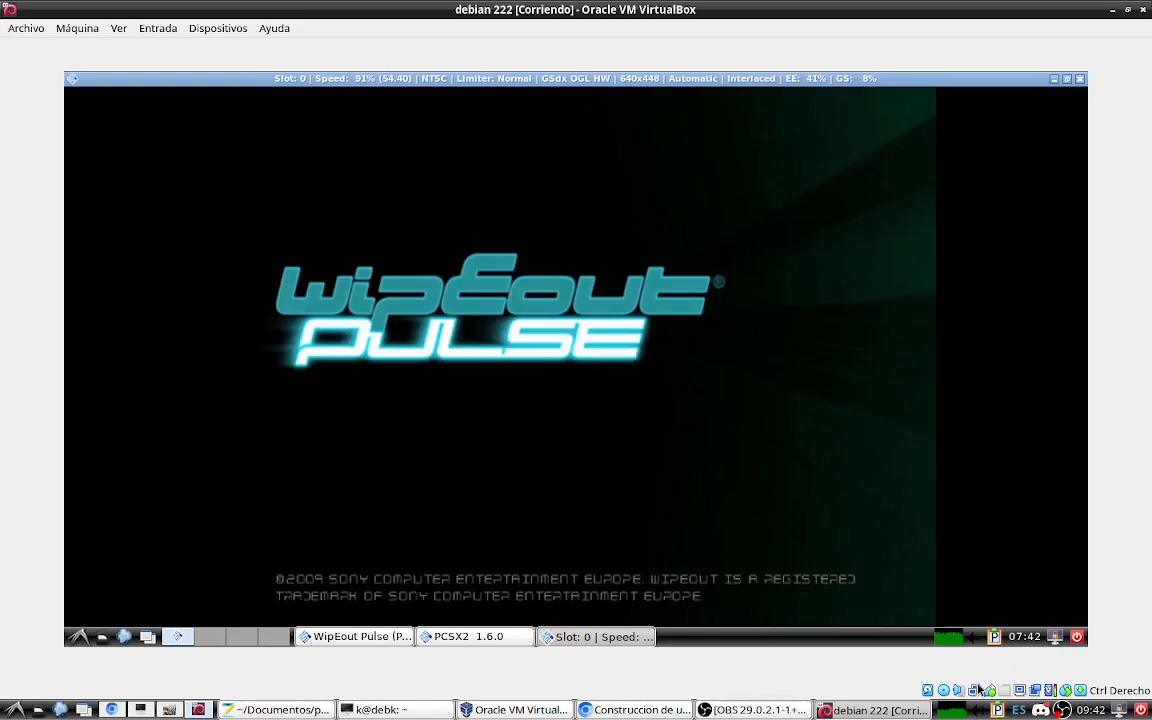 debian 222 [Corriendo] - Oracle VM VirtualBox
Archivo Máquina Ver Entrada Dispositivos Ayuda
Slot: 0 | Speed: 91% (54.40) | NTSC | Limiter: Normal | GSdx OGL HW | 640x448 | Automatic | Interlaced | EE: 41% | GS: 8%
wipEout®
PULSE
©2009 SONY COMPUTER ENTERTAINMENT EUROPE. WIPEOUT IS A REGISTERED
TRADEMARK OF SONY COMPUTER ENTERTAINMENT EUROPE.
WipEout Pulse (P... PCSX2 1.6.0 Slot: 0 | Speed: ... P 07:42
Ctrl Derecho
~/Documentos/p... k@debk: ~ Oracle VM Virtual... Construccion de u... [OBS 29.0.2.1-1+... debian 222 [Corri... P ES 09:42